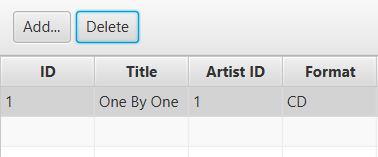 Add... Delete
ID Title Artist ID Format
1 One By One 1 CD